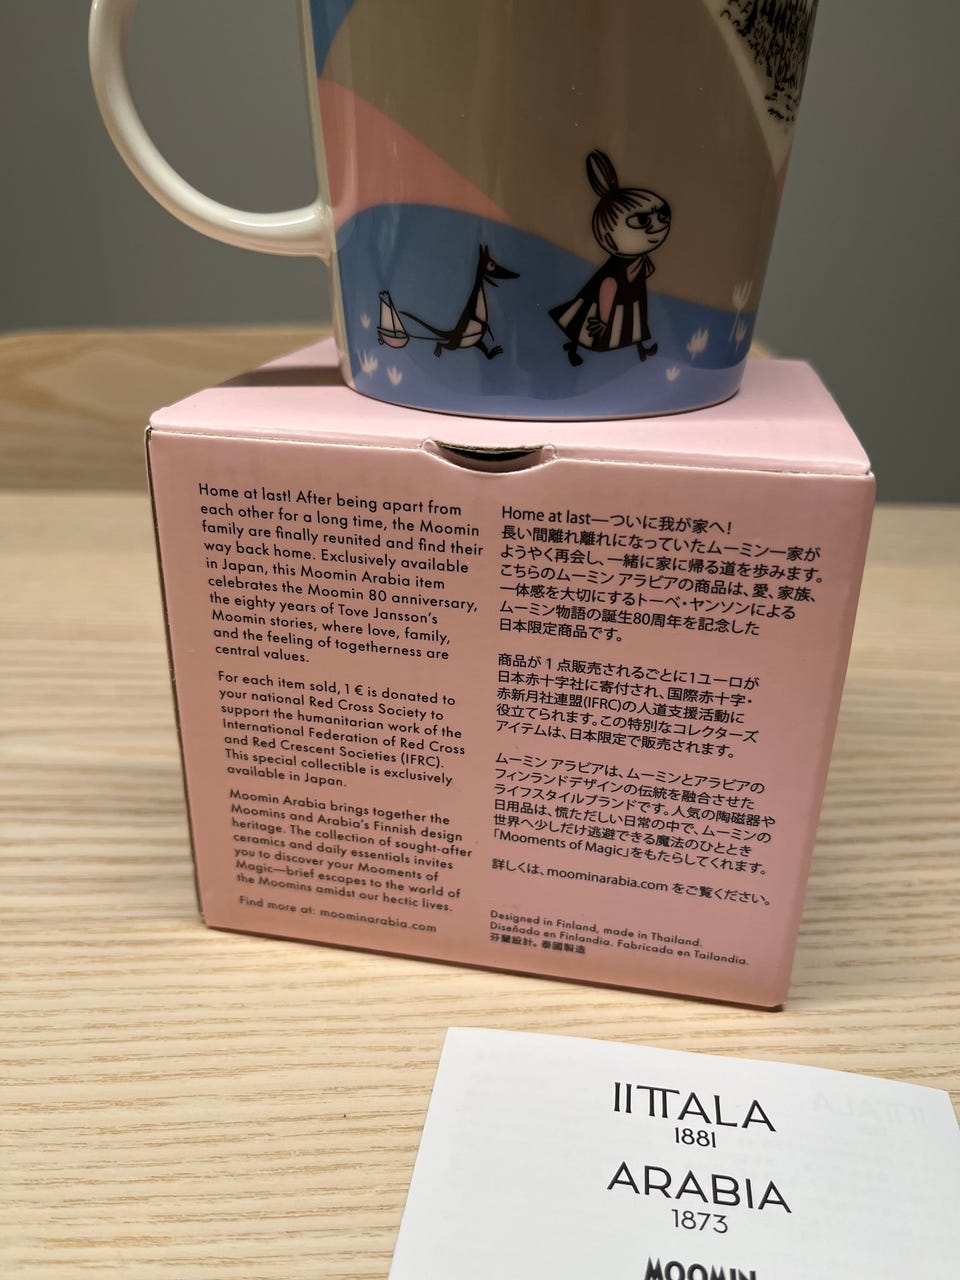 Home at last! After being apart from
each other for a long time, the Moomin
family are finally reunited and find their
way back home. Exclusively available
in Japan, this Moomin Arabia item
celebrates the Moomin 80 anniversary,
the eighty years of Tove Jansson's
Moomin stories, where love, family,
and the feeling of togetherness are
central values.
For each item sold, 1 € is donated to
your national Red Cross Society to
support the humanitarian work of the
International Federation of Red Cross
and Red Crescent Societies (IFRC).
This special collectible is exclusively
available in Japan.
Moomin Arabia brings together the
Moomins and Arabia's Finnish design
heritage. The collection of sought-after
ceramics and daily essentials invites
you to discover your Mooments of
Magic—brief escapes to the world of
the Moomins amidst our hectic lives.
Find more at: moominarabia.com
Home at last—ついに我が家へ!
長い間離れ離れになっていたムーミン一家が
ようやく再会し、一緒に家に帰る道を歩みます。
こちらのムーミン アラビアの商品は、愛、家族、
一体感を大切にするトーベ・ヤンソンによる
ムーミン物語の誕生80周年を記念した
日本限定商品です。
商品が1点販売されるごとに1ユーロが
日本赤十字社に寄付され、国際赤十字・
赤新月社連盟(IFRC)の人道支援活動に
役立てられます。この特別なコレクターズ
アイテムは、日本限定で販売されます。
ムーミン アラビアは、ムーミンとアラビアの
フィンランドデザインの伝統を融合させた
ライフスタイルブランドです。人気の陶磁器や
日用品は、慌ただしい日常の中で、ムーミンの
世界へ少しだけ逃避できる魔法のひととき
「Mooments of Magic」をもたらしてくれます。
詳しくは、moominarabia.com をご覧ください。
Designed in Finland, made in Thailand.
Diseñado en Finlandia. Fabricado en Tailandia.
芬蘭設計。泰國製造
IITTALA
1881
ARABIA
1873
MOOMIN